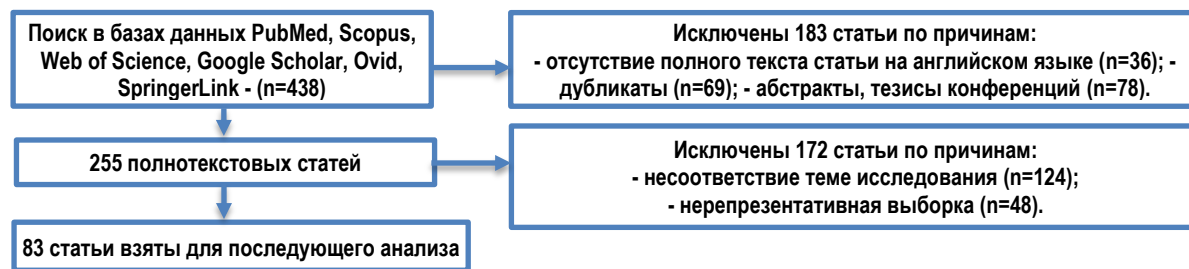 Поиск в базах данных PubMed, Scopus,
Web of Science, Google Scholar, Ovid,
SpringerLink - (n=438)
Исключены 183 статьи по причинам:
- отсутствие полного текста статьи на английском языке (n=36); -
дубликаты (n=69); - абстракты, тезисы конференций (n=78).
255 полнотекстовых статей
Исключены 172 статьи по причинам:
- несоответствие теме исследования (n=124);
- нерепрезентативная выборка (n=48).
83 статьи взяты для последующего анализа